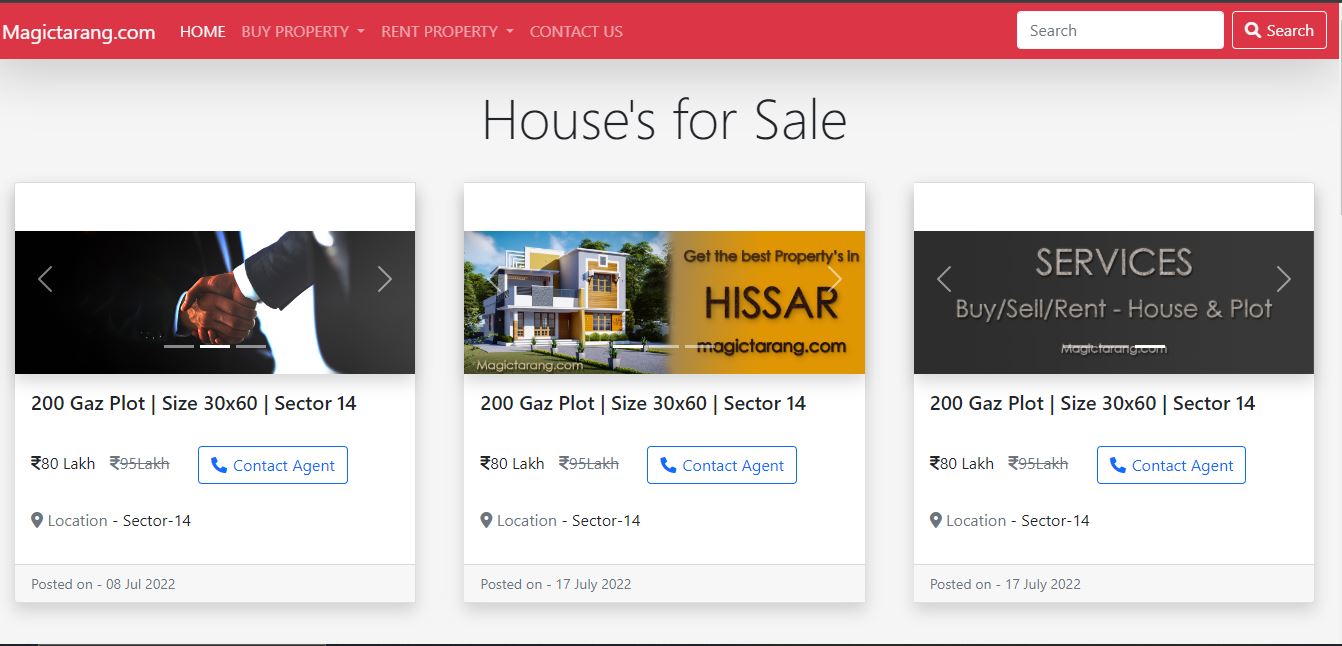 Magictarang.com HOME BUY PROPERTY RENT PROPERTY CONTACT US Search Search
House's for Sale
Get the best Property's in
HISSAR
magictarang.com
Magictarang.com
SERVICES
Buy/Sell/Rent - House & Plot
Magictarang.com
200 Gaz Plot | Size 30x60 | Sector 14
₹80 Lakh ₹95Lakh Contact Agent
Location - Sector-14
Posted on - 08 Jul 2022
200 Gaz Plot | Size 30x60 | Sector 14
₹80 Lakh ₹95Lakh Contact Agent
Location - Sector-14
Posted on - 17 July 2022
200 Gaz Plot | Size 30x60 | Sector 14
₹80 Lakh ₹95Lakh Contact Agent
Location - Sector-14
Posted on - 17 July 2022